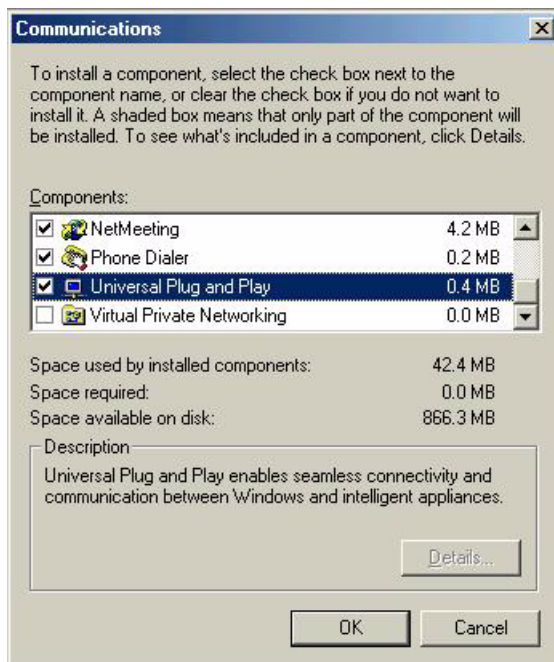 Communications
To install a component, select the check box next to the
component name, or clear the check box if you do not want to
install it. A shaded box means that only part of the component will
be installed. To see what's included in a component, click Details.
Components:
NetMeeting 4.2 MB
Phone Dialer 0.2 MB
Universal Plug and Play 0.4 MB
Virtual Private Networking 0.0 MB
Space used by installed components: 42.4 MB
Space required: 0.0 MB
Space available on disk: 866.3 MB
Description
Universal Plug and Play enables seamless connectivity and
communication between Windows and intelligent appliances.
Details...
OK Cancel